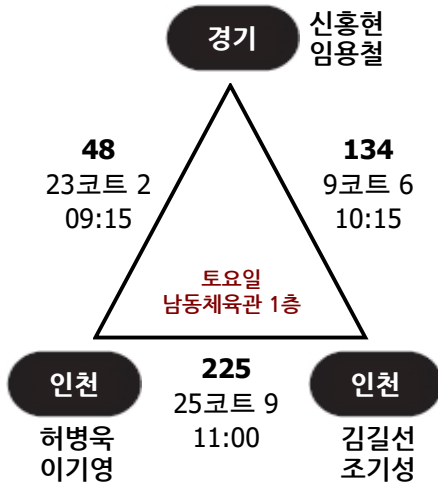 경기
신홍현
임용철
48
23코트 2
09:15
134
9코트 6
10:15
토요일
남동체육관 1층
인천
허병욱
이기영
225
25코트 9
11:00
인천
김길선
조기성